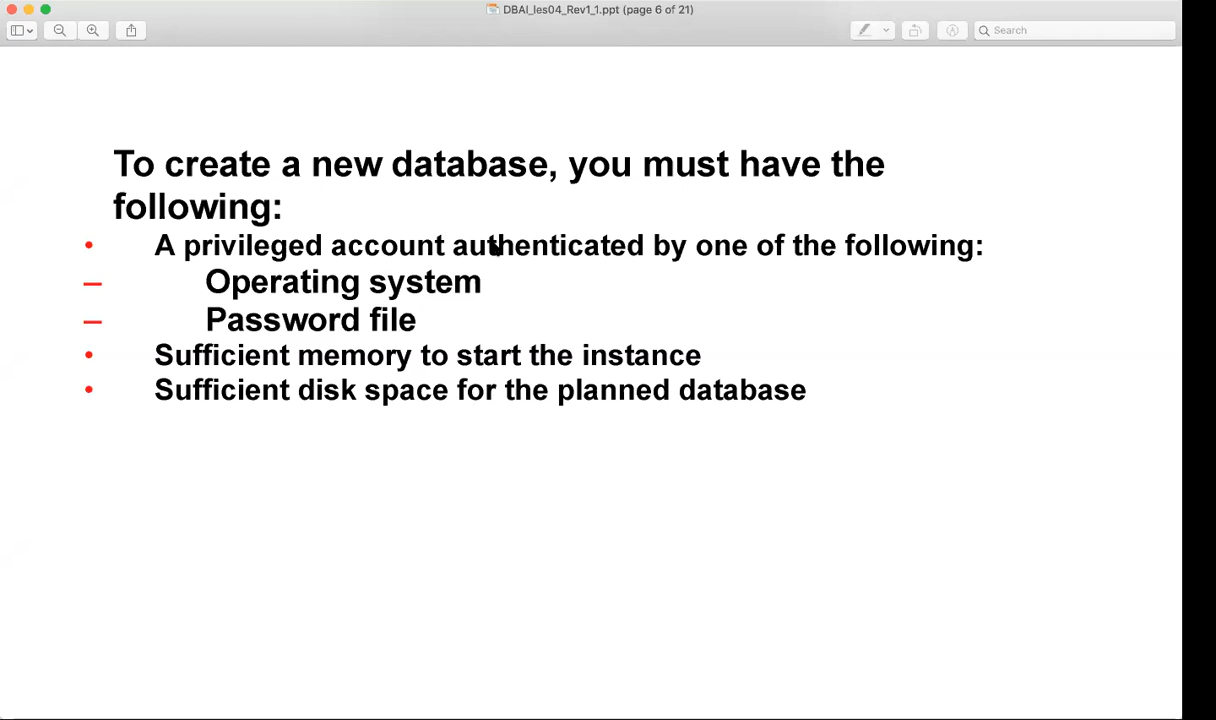 DBAI_les04_Rev1_1.ppt (page 6 of 21)
Search
To create a new database, you must have the
following:
• A privileged account authenticated by one of the following:
– Operating system
– Password file
• Sufficient memory to start the instance
• Sufficient disk space for the planned database